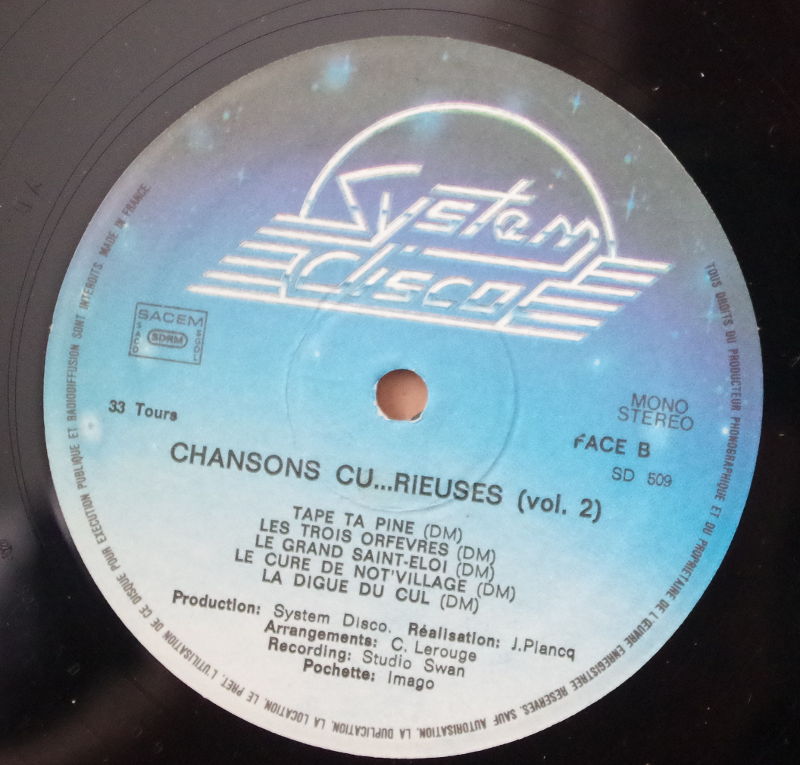 System
disco
SACEM
SACD
SDRM
SGDL
33 Tours
MONO
STEREO
FACE B
SD 509
CHANSONS CU...RIEUSES (vol. 2)
TAPE TA PINE (DM)
LES TROIS ORFEVRES (DM)
LE GRAND SAINT-ELOI (DM)
LE CURE DE NOT'VILLAGE (DM)
LA DIGUE DU CUL (DM)
Production: System Disco. Réalisation: J.Plancq
Arrangements: C. Lerouge
Recording: Studio Swan
Pochette: Imago
TOUS DROITS DU PRODUCTEUR PHONOGRAPHIQUE ET DU PROPRIETAIRE DE L'ŒUVRE ENREGISTREE RESERVES. SAUF AUTORISATION, LA DUPLICATION, LA LOCATION, LE PRET, L'UTILISATION DE CE DISQUE POUR EXECUTION PUBLIQUE ET RADIODIFFUSION SONT INTERDITS MADE IN FRANCE